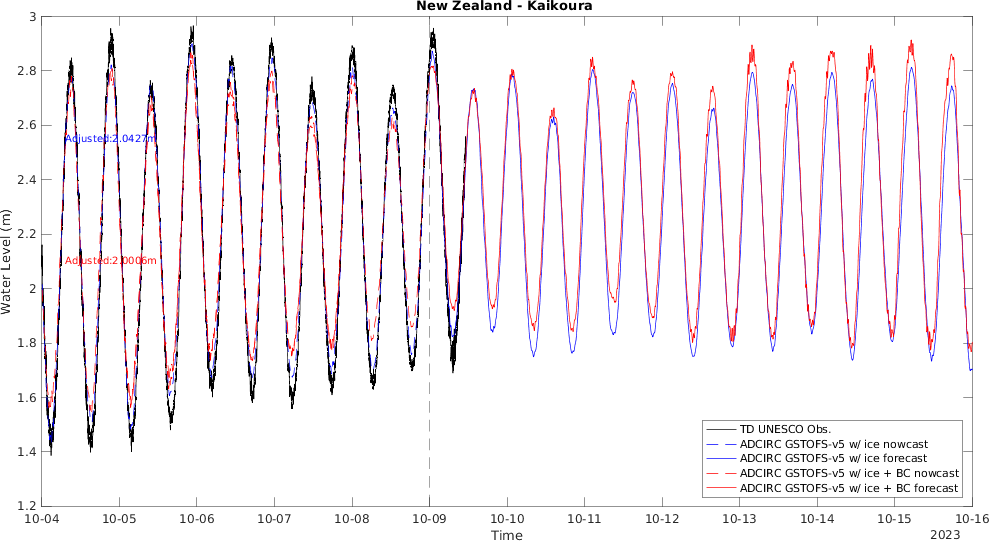 New Zealand - Kaikoura
3
2.8
2.6
2.4
2.2
2
1.8
1.6
1.4
1.2
Water Level (m)
Adjusted:2.0427m
Adjusted:2.0006m
TD UNESCO Obs.
ADCIRC GSTOFS-v5 w/ ice nowcast
ADCIRC GSTOFS-v5 w/ ice forecast
ADCIRC GSTOFS-v5 w/ ice + BC nowcast
ADCIRC GSTOFS-v5 w/ ice + BC forecast
10-04 10-05 10-06 10-07 10-08 10-09 10-10 10-11 10-12 10-13 10-14 10-15 10-16
Time
2023